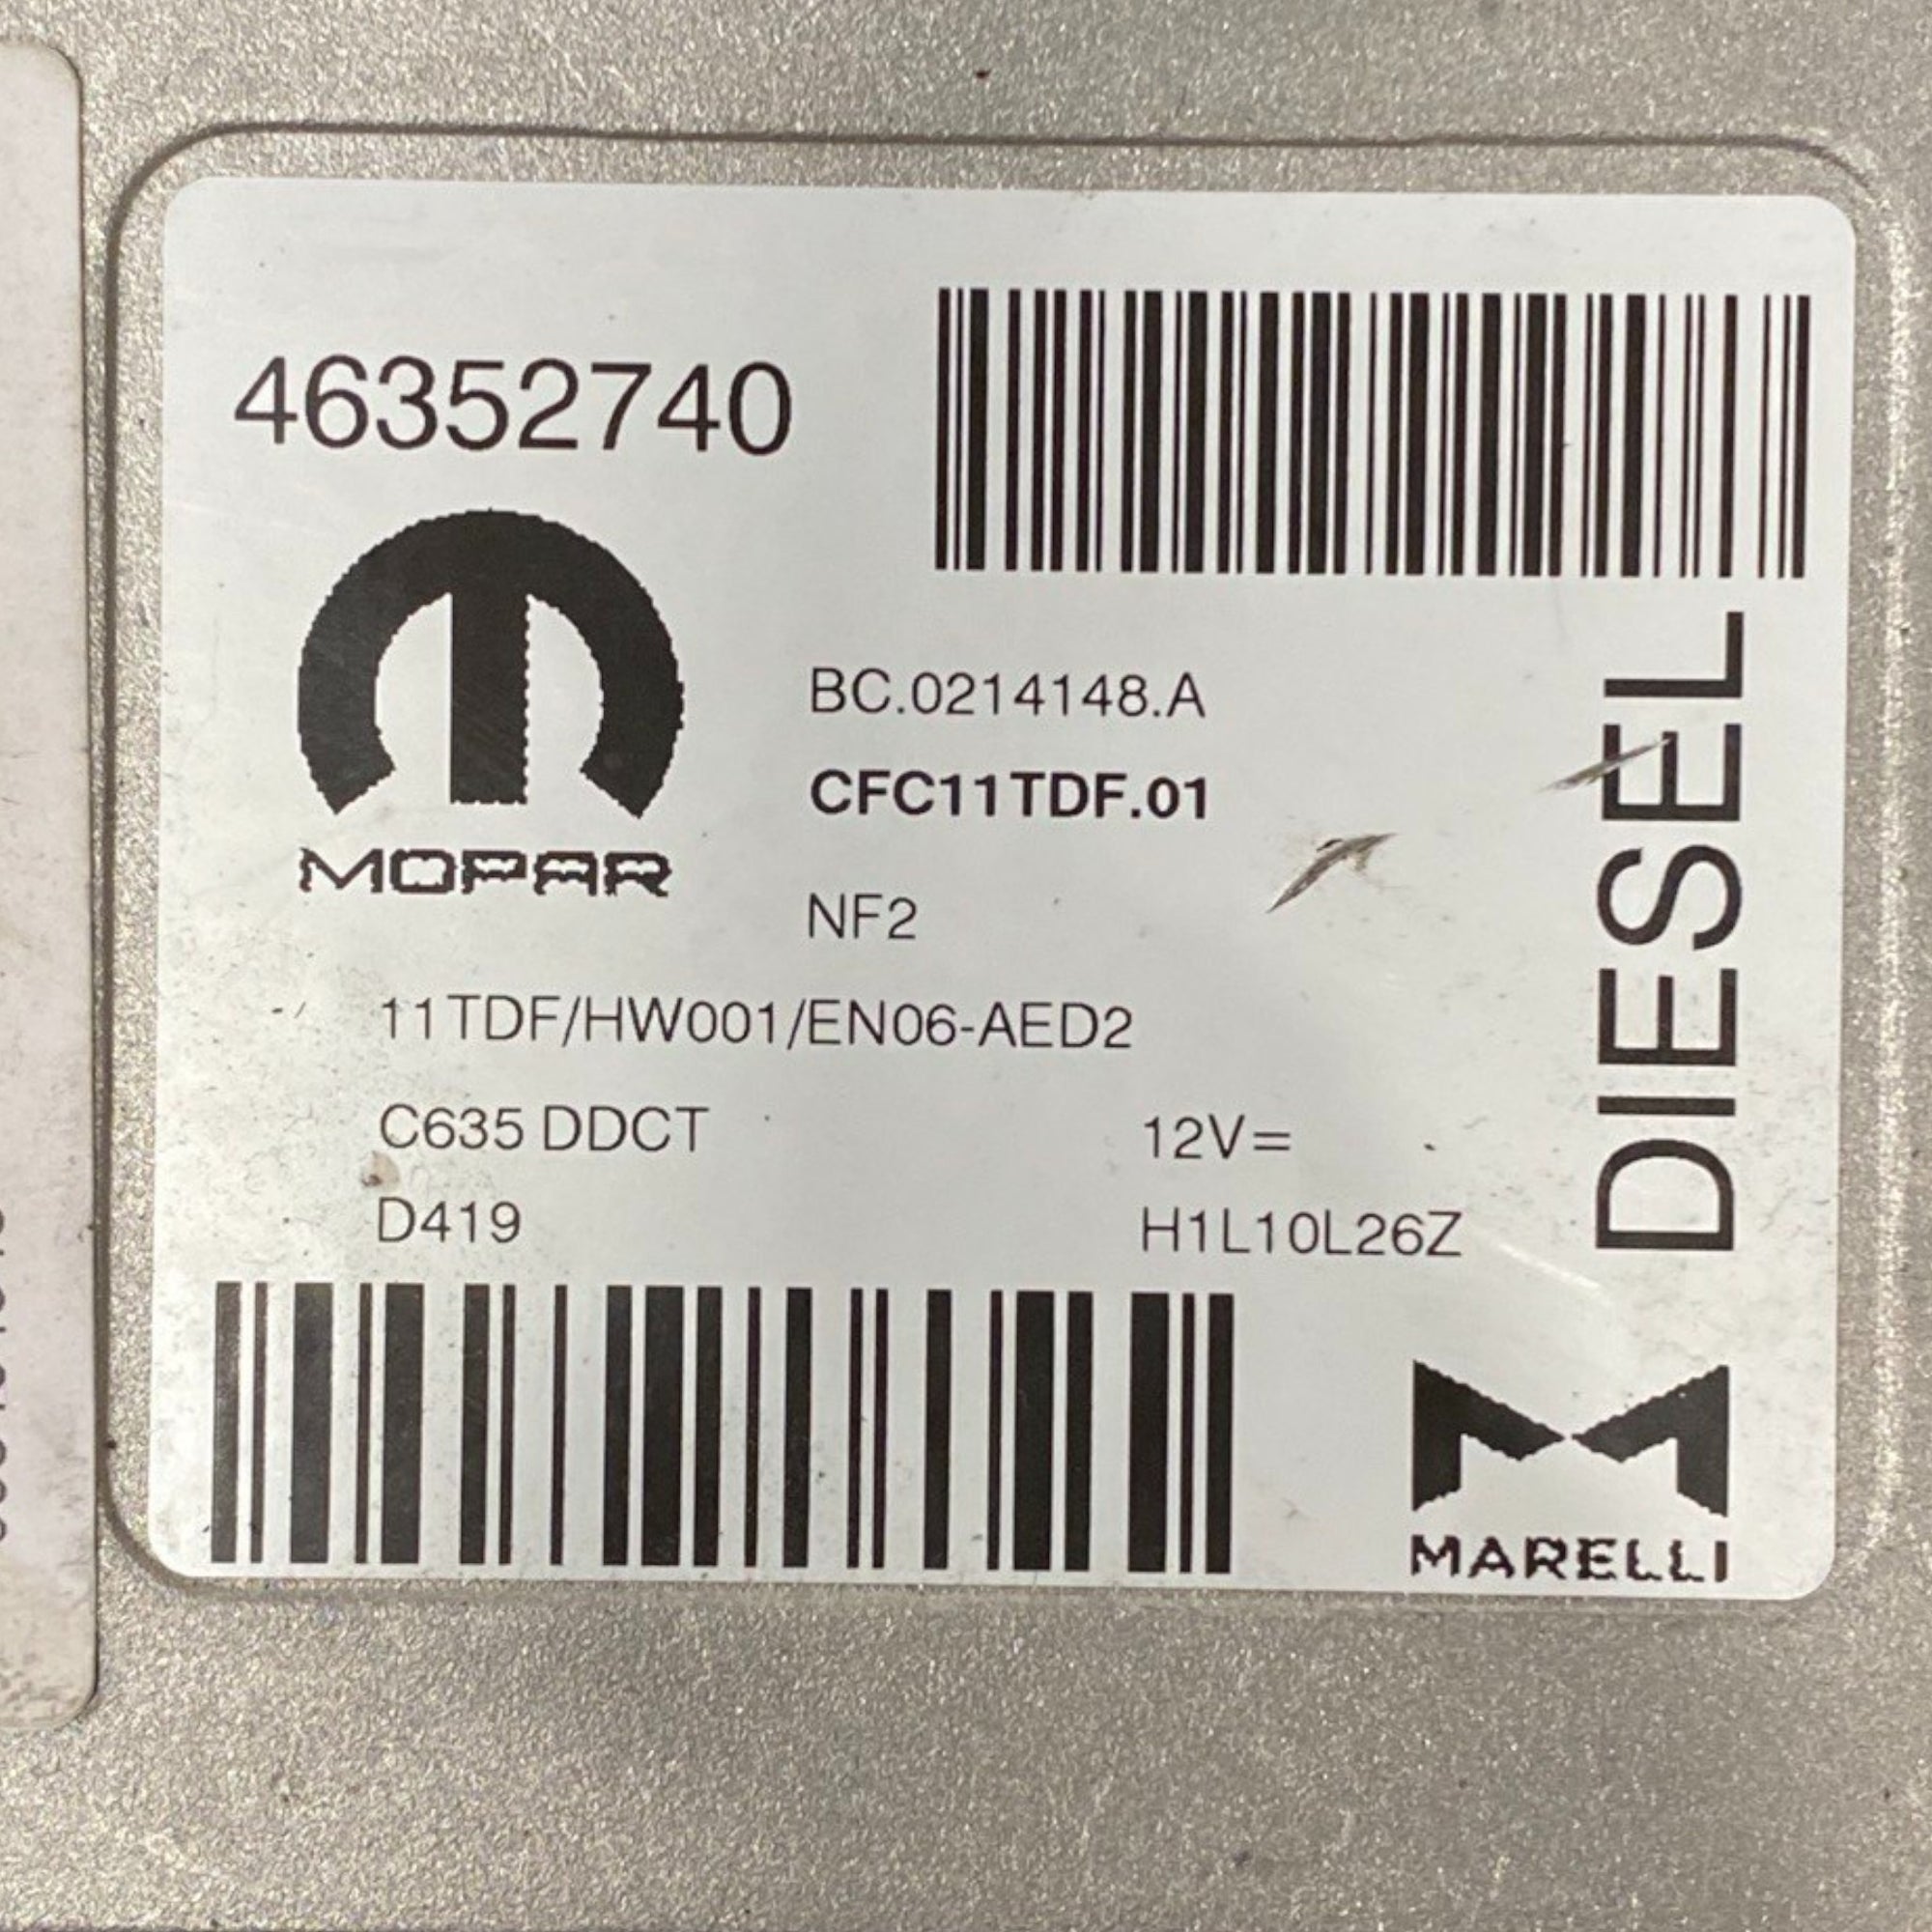 46352740
MOPAR
BC.0214148.A
CFC11TDF.01
NF2
11TDF/HW001/EN06-AED2
C635 DDCT
12V=
D419
H1L10L26Z
DIESEL
MARELLI